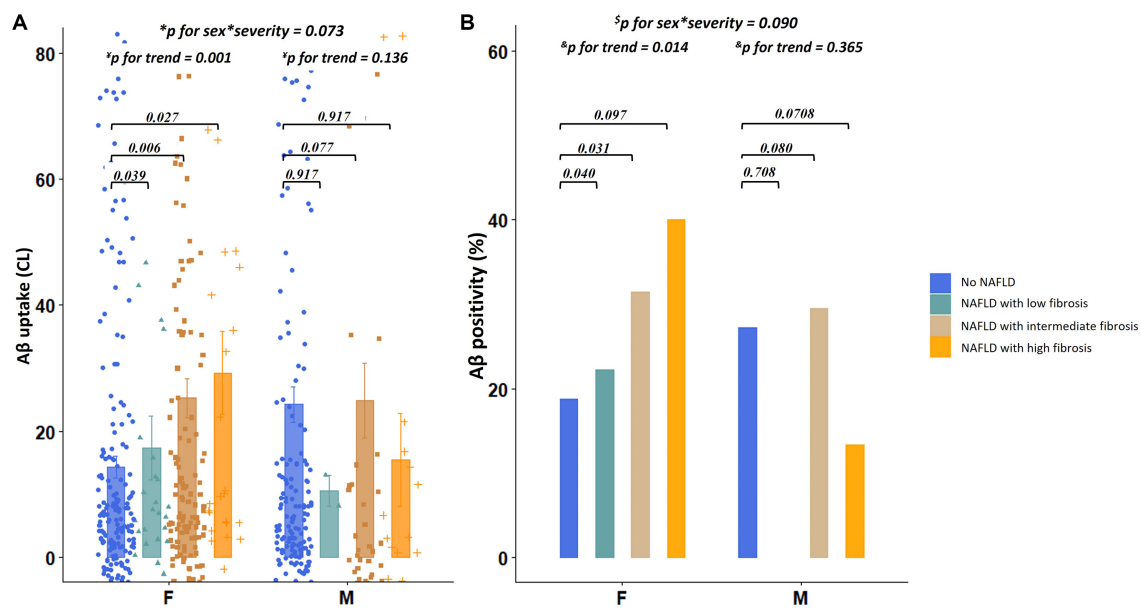 A
*p for sex*severity = 0.073
¥p for trend = 0.001
¥p for trend = 0.136
0.027
0.006
0.039
0.917
0.077
0.917
80
60
40
20
0
Aβ uptake (CL)
F
M
B
$p for sex*severity = 0.090
&p for trend = 0.014
&p for trend = 0.365
0.097
0.031
0.040
0.0708
0.080
0.708
60
40
20
0
Aβ positivity (%)
F
M
No NAFLD
NAFLD with low fibrosis
NAFLD with intermediate fibrosis
NAFLD with high fibrosis